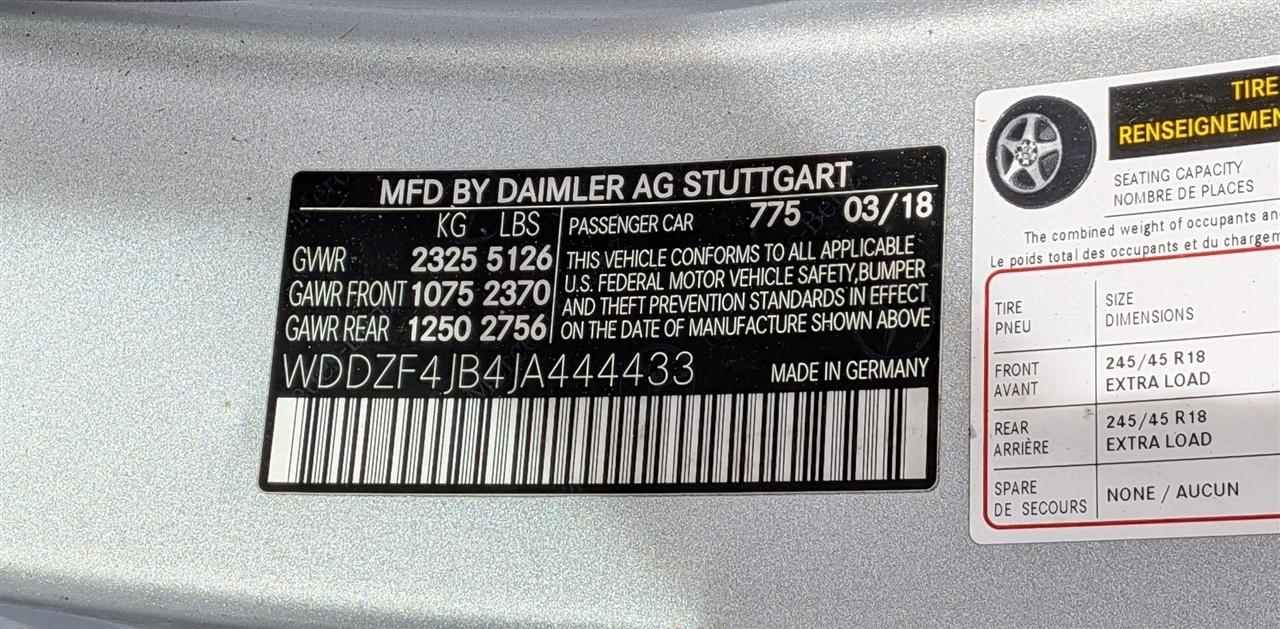 MFD BY DAIMLER AG STUTTGART
KG LBS
GVWR 2325 5126
GAWR FRONT 1075 2370
GAWR REAR 1250 2756
PASSENGER CAR 775 03/18
THIS VEHICLE CONFORMS TO ALL APPLICABLE
U.S. FEDERAL MOTOR VEHICLE SAFETY,BUMPER
AND THEFT PREVENTION STANDARDS IN EFFECT
ON THE DATE OF MANUFACTURE SHOWN ABOVE
WDDZF4JB4JA444433 MADE IN GERMANY
TIRE
RENSEIGNEMEN
SEATING CAPACITY
NOMBRE DE PLACES
The combined weight of occupants an
Le poids total des occupants et du chargem
TIRE
PNEU
SIZE
DIMENSIONS
FRONT
AVANT
245/45 R18
EXTRA LOAD
REAR
ARRIÈRE
245/45 R18
EXTRA LOAD
SPARE
DE SECOURS
NONE / AUCUN